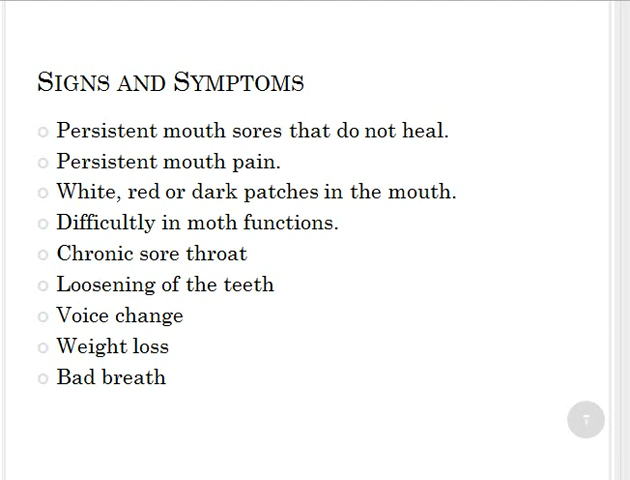 Signs and Symptoms
Persistent mouth sores that do not heal.
Persistent mouth pain.
White, red or dark patches in the mouth.
Difficultly in moth functions.
Chronic sore throat
Loosening of the teeth
Voice change
Weight loss
Bad breath